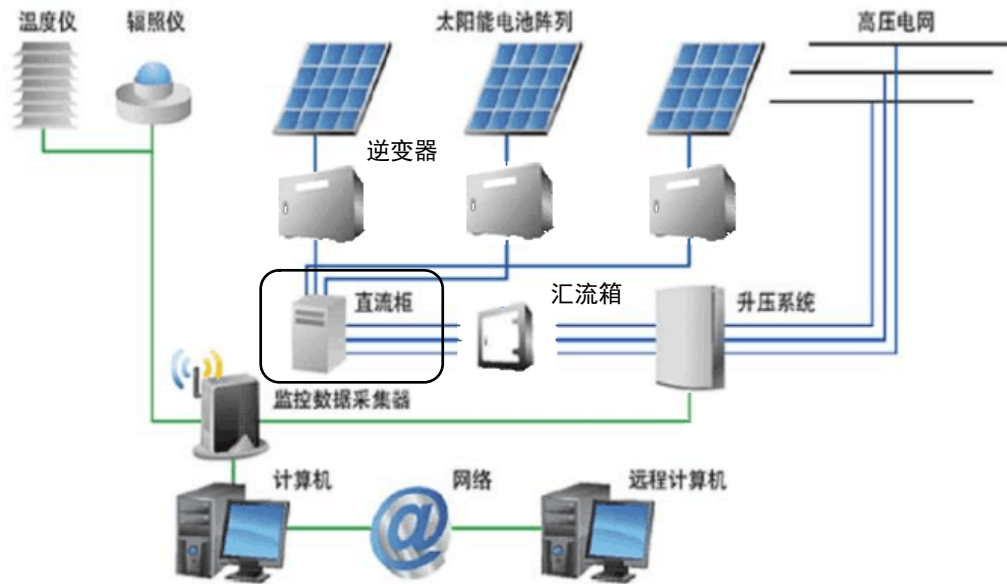 温度仪
辐照仪
太阳能电池阵列
高压电网
逆变器
直流柜
汇流箱
升压系统
监控数据采集器
计算机
网络
远程计算机
@